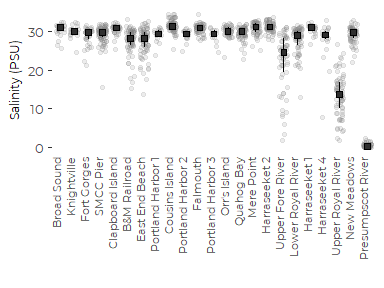 Salinity (PSU)
30
20
10
0
Broad Sound
Knightville
Fort Gorges
SMCC Pier
Clapboard Island
B&M Railroad
East End Beach
Portland Harbor 1
Cousins Island
Portland Harbor 2
Falmouth
Portland Harbor 3
Orrs Island
Quahog Bay
Mere Point
Harraseeket 2
Upper Fore River
Lower Royal River
Harraseeket 1
Harraseeket 4
Upper Royal River
New Meadows
Presumpscot River